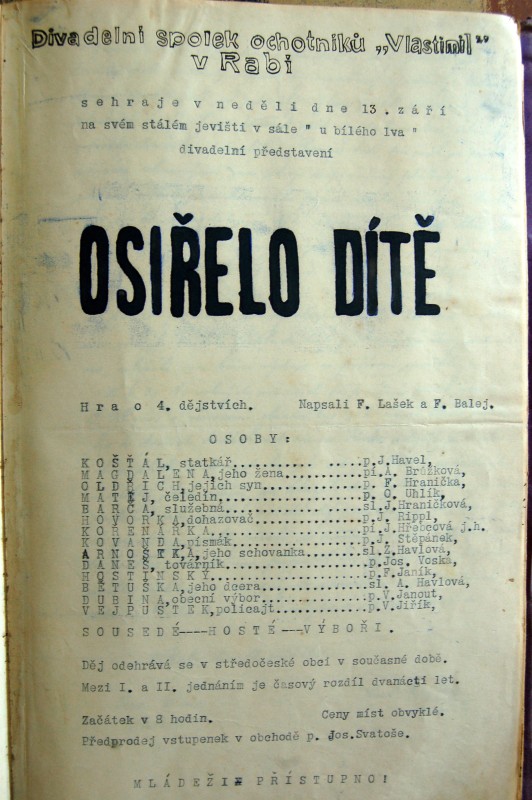 Divadelní spolek ochotníků „Vlastimil"
v Rabí
sehraje v neděli dne 13. září
na svém stálém jevišti v sále " u bílého lva "
divadelní představení
OSIŘELO DÍTĚ
Hra o 4. dějstvích. Napsali F. Lašek a F. Balej.
OSOBY:
KOŠŤÁL, statkář.................p.J.Havel,
MAGDALENA, jeho žena............pí.A. Brůžková,
OLDŘICH, jejich syn.............p. F. Hranička,
MATĚJ, čeledín..................p. O. Uhlík,
BARČA, služebná.................sl.J.Hraničková,
HOVORKA, dohazovač..............p.J. Rippl,
KOŘENÁŘKA.......................pí.J.Hřebcová j.h.
KOVANDA, písmák.................p.J. Štěpánek,
ARNOŠTKA, jeho schovanka........sl.Ž.Havlová,
DANEŠ, továrník.................p.Jos. Voska,
HOSTINSKÝ.......................p.F.Janík,
BĚTUŠKA, jeho dcera.............sl. A. Havlová,
DUBINA, obecní výbor............p.V.Janout,
VEJPUSTEK, policajt.............p.V.Jiřík,
SOUSEDÉ----HOSTÉ---VÝBOŘI.
Děj odehrává se v středočeské obci v současné době.
Mezi I. a II. jednáním je časový rozdíl dvanácti let.
Začátek v 8 hodin. Ceny míst obvyklé.
Předprodej vstupenek v obchodě p. Jos.Svatoše.
MLÁDEŽI PŘÍSTUPNO!